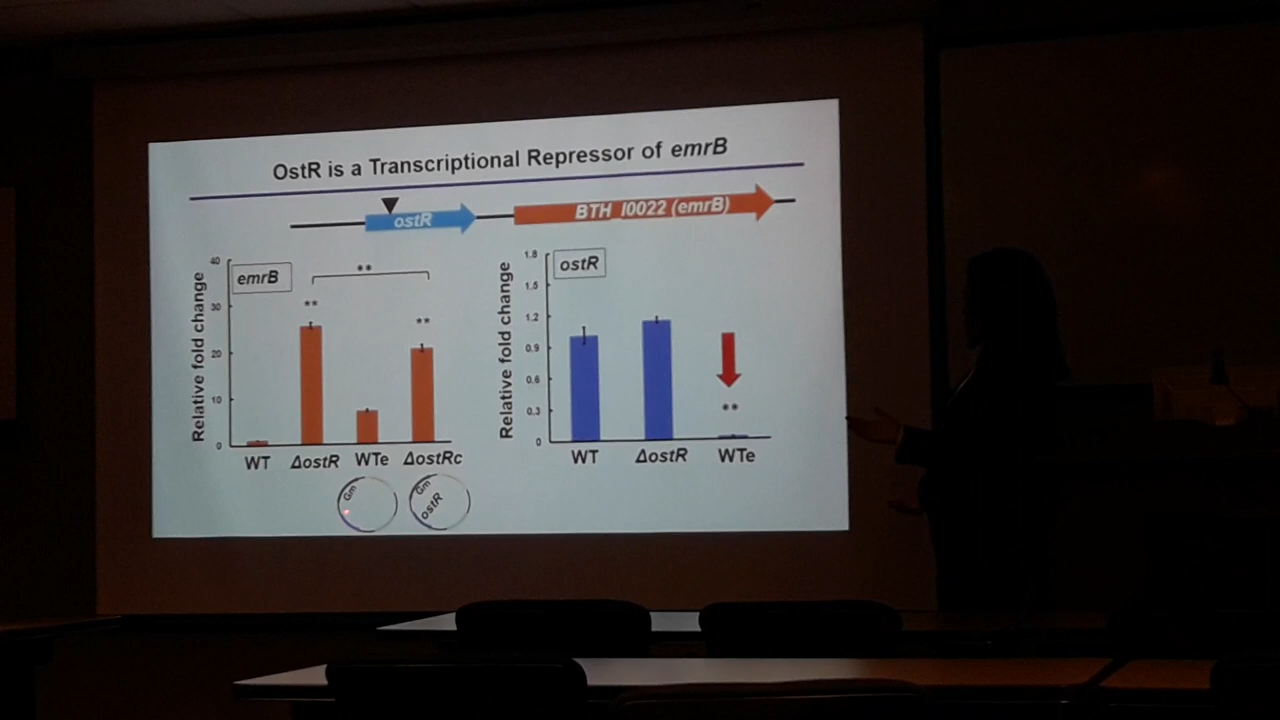 OstR is a Transcriptional Repressor of emrB
ostR
BTH_I0022 (emrB)
emrB
Relative fold change
40
30
20
10
0
**
**
**
WT ΔostR WTe ΔostRc
Gm
Gm
ostR
ostR
Relative fold change
1.8
1.5
1.2
0.9
0.6
0.3
0
**
WT ΔostR WTe